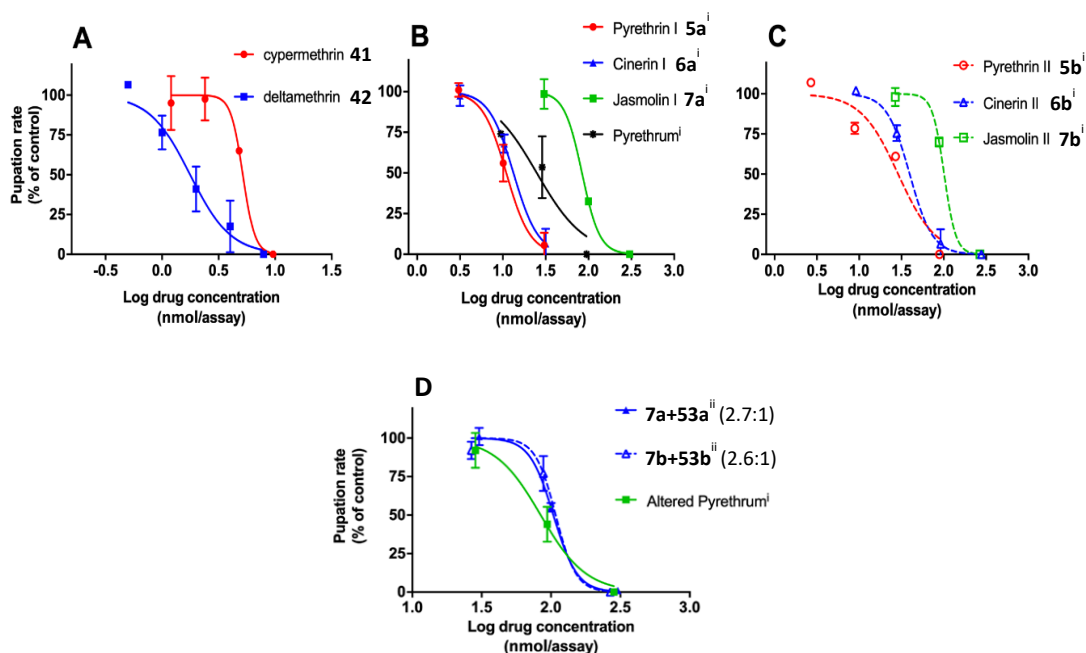 A
cypermethrin 41
deltamethrin 42
Pupation rate
(% of control)
100
75
50
25
0
-0.5 0.0 0.5 1.0 1.5
Log drug concentration
(nmol/assay)
B
Pyrethrin I 5a i
Cinerin I 6a i
Jasmolin I 7a i
Pyrethrum i
100
75
50
25
0
0.0 0.5 1.0 1.5 2.0 2.5 3.0
Log drug concentration
(nmol/assay)
C
Pyrethrin II 5b i
Cinerin II 6b i
Jasmolin II 7b i
100
75
50
25
0
0.0 0.5 1.0 1.5 2.0 2.5 3.0
Log drug concentration
(nmol/assay)
D
7a+53a ii (2.7:1)
7b+53b ii (2.6:1)
Altered Pyrethrum i
Pupation rate
(% of control)
100
75
50
25
0
1.0 1.5 2.0 2.5 3.0
Log drug concentration
(nmol/assay)